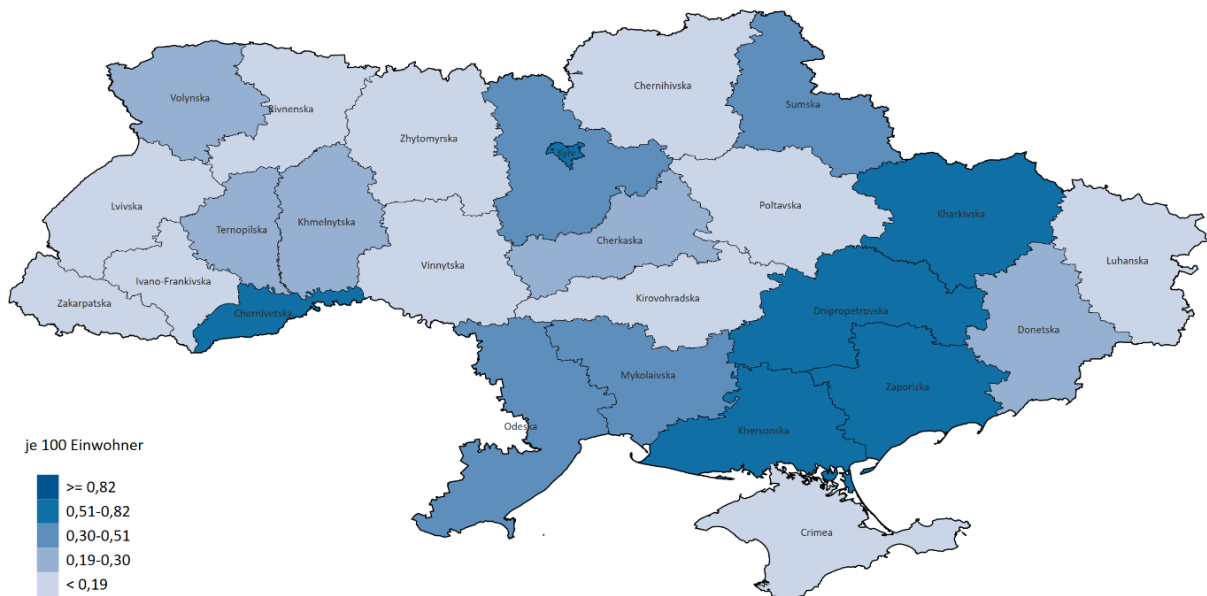 Chernihivska
Volynska
Sumska
Rivnenska
Zhytomyrska
Kyiv
Lvivska
Poltavska
Kharkivska
Khmelnytska
Ternopilska
Cherkaska
Luhanska
Vinnytska
Ivano-Frankivska
Zakarpatska
Kirovohradska
Chernivetska
Dnipropetrovska
Donetska
Mykolaivska
Zaporizka
Odeska
Khersonska
Crimea
je 100 Einwohner
>= 0,82
0,51-0,82
0,30-0,51
0,19-0,30
< 0,19